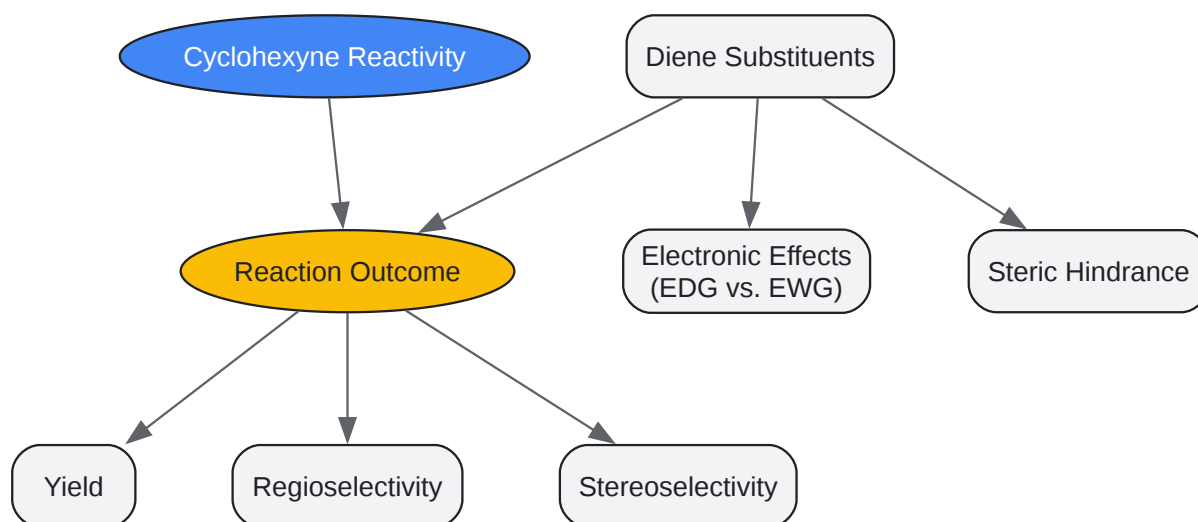 Cyclohexyne Reactivity
Diene Substituents
Reaction Outcome
Electronic Effects
(EDG vs. EWG)
Steric Hindrance
Yield
Regioselectivity
Stereoselectivity